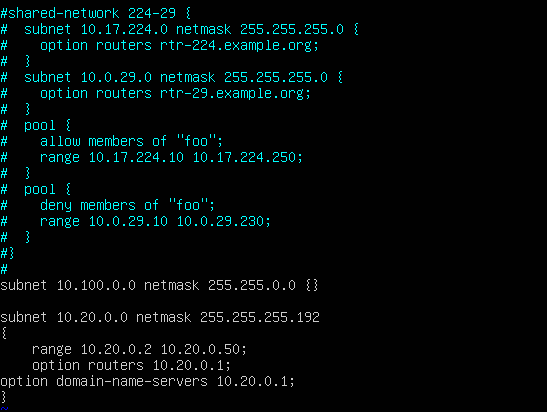 #shared-network 224-29 {
#  subnet 10.17.224.0 netmask 255.255.255.0 {
#    option routers rtr-224.example.org;
#  }
#  subnet 10.0.29.0 netmask 255.255.255.0 {
#    option routers rtr-29.example.org;
#  }
#  pool {
#    allow members of "foo";
#    range 10.17.224.10 10.17.224.250;
#  }
#  pool {
#    deny members of "foo";
#    range 10.0.29.10 10.0.29.230;
#  }
#}
#
subnet 10.100.0.0 netmask 255.255.0.0 {}

subnet 10.20.0.0 netmask 255.255.255.192
{
    range 10.20.0.2 10.20.0.50;
    option routers 10.20.0.1;
option domain-name-servers 10.20.0.1;
}